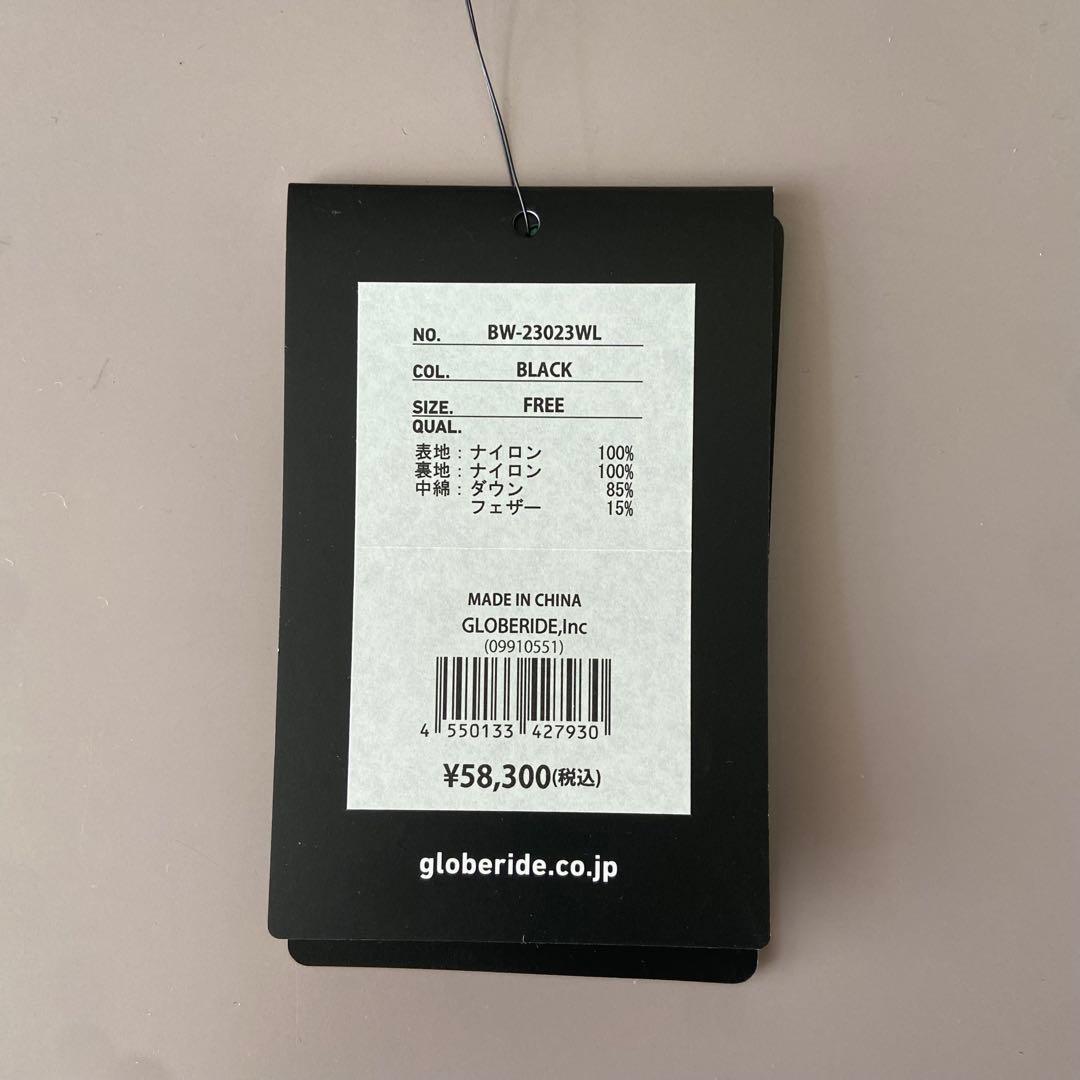 NO. BW-23023WL
COL. BLACK
SIZE. FREE
QUAL.
表地：ナイロン 100%
裏地：ナイロン 100%
中綿：ダウン 85%
フェザー 15%
MADE IN CHINA
GLOBERIDE,Inc
(09910551)
4 550133 427930
¥58,300(税込)
globeride.co.jp